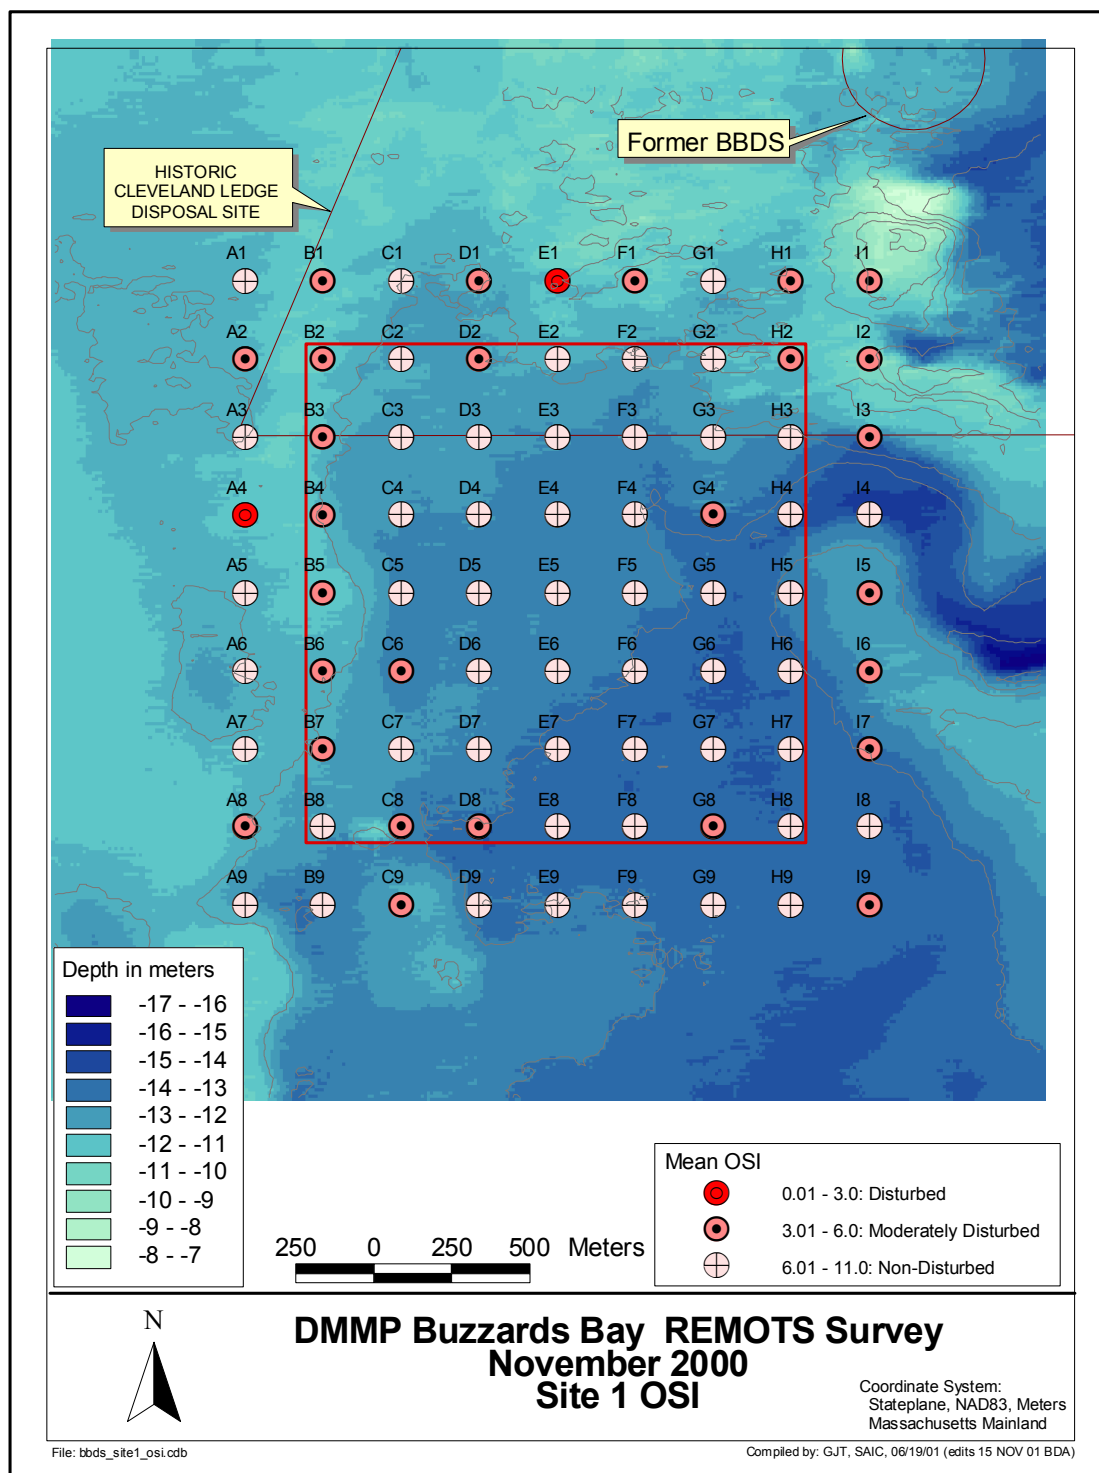 HISTORIC
CLEVELAND LEDGE
DISPOSAL SITE
Former BBDS
A1 B1 C1 D1 E1 F1 G1 H1 I1
A2 B2 C2 D2 E2 F2 G2 H2 I2
A3 B3 C3 D3 E3 F3 G3 H3 I3
A4 B4 C4 D4 E4 F4 G4 H4 I4
A5 B5 C5 D5 E5 F5 G5 H5 I5
A6 B6 C6 D6 E6 F6 G6 H6 I6
A7 B7 C7 D7 E7 F7 G7 H7 I7
A8 B8 C8 D8 E8 F8 G8 H8 I8
A9 B9 C9 D9 E9 F9 G9 H9 I9
Depth in meters
-17 - -16
-16 - -15
-15 - -14
-14 - -13
-13 - -12
-12 - -11
-11 - -10
-10 - -9
-9 - -8
-8 - -7
250 0 250 500 Meters
Mean OSI
0.01 - 3.0: Disturbed
3.01 - 6.0: Moderately Disturbed
6.01 - 11.0: Non-Disturbed
N
DMMP Buzzards Bay REMOTS Survey
November 2000
Site 1 OSI
Coordinate System:
Stateplane, NAD83, Meters
Massachusetts Mainland
File: bbds_site1_osi.cdb
Compiled by: GJT, SAIC, 06/19/01 (edits 15 NOV 01 BDA)